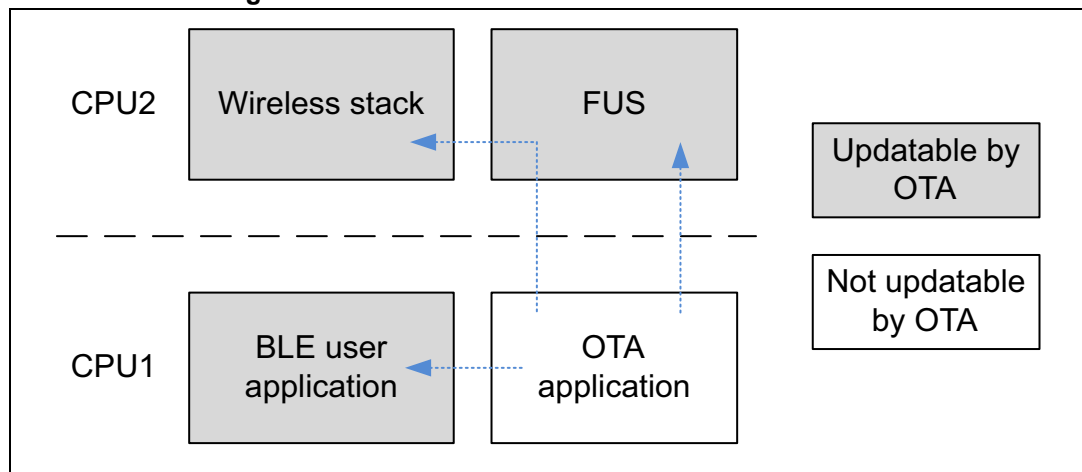 CPU2
Wireless stack
FUS
Updatable by
OTA
Not updatable
by OTA
CPU1
BLE user
application
OTA
application